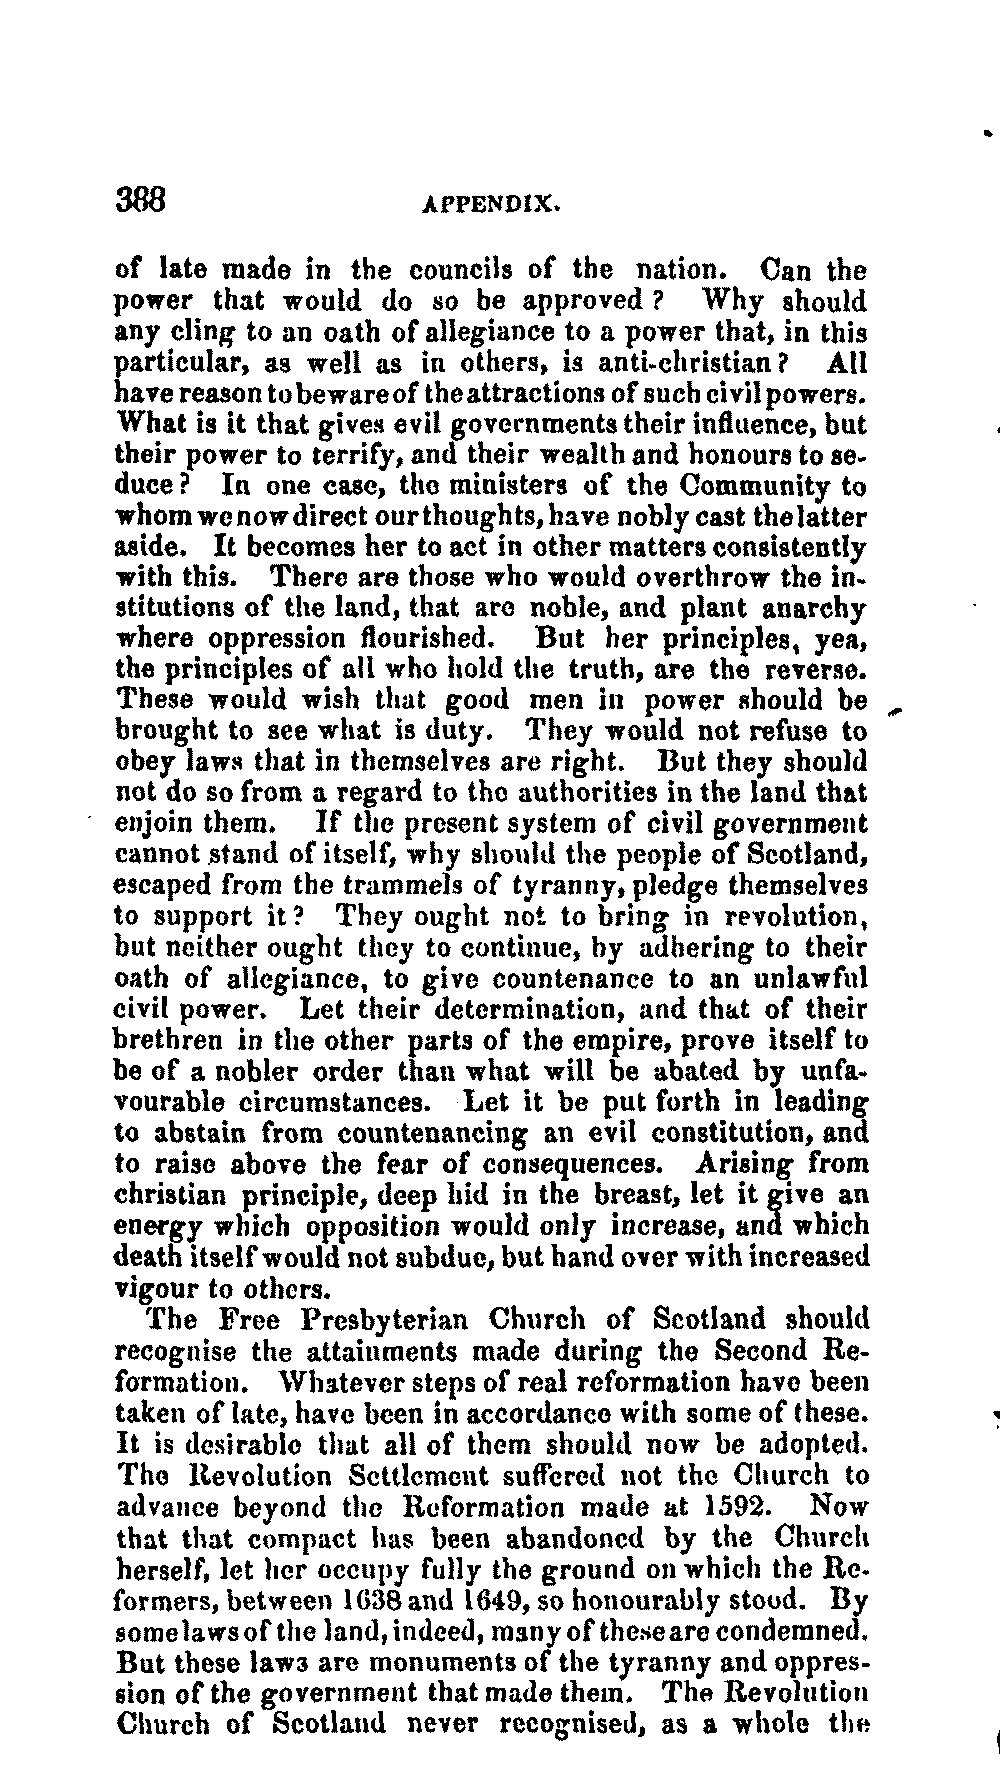 388 APPENDIX.
of late made in the councils of the nation. Can the
power that would do so be approved? Why should
any cling to an oath of allegiance to a power that, in this
particular, as well as in others, is anti-christian? All
have reason to beware of the attractions of such civil powers.
What is it that gives evil governments their influence, but
their power to terrify, and their wealth and honours to se-
duce? In one case, the ministers of the Community to
whom we now direct our thoughts, have nobly cast the latter
aside. It becomes her to act in other matters consistently
with this. There are those who would overthrow the in-
stitutions of the land, that are noble, and plant anarchy
where oppression flourished. But her principles, yea,
the principles of all who hold the truth, are the reverse.
These would wish that good men in power should be
brought to see what is duty. They would not refuse to
obey laws that in themselves are right. But they should
not do so from a regard to the authorities in the land that
enjoin them. If the present system of civil government
cannot stand of itself, why should the people of Scotland,
escaped from the trammels of tyranny, pledge themselves
to support it? They ought not to bring in revolution,
but neither ought they to continue, by adhering to their
oath of allegiance, to give countenance to an unlawful
civil power. Let their determination, and that of their
brethren in the other parts of the empire, prove itself to
be of a nobler order than what will be abated by unfa-
vourable circumstances. Let it be put forth in leading
to abstain from countenancing an evil constitution, and
to raise above the fear of consequences. Arising from
christian principle, deep hid in the breast, let it give an
energy which opposition would only increase, and which
death itself would not subdue, but hand over with increased
vigour to others.
The Free Presbyterian Church of Scotland should
recognise the attainments made during the Second Re-
formation. Whatever steps of real reformation have been
taken of late, have been in accordance with some of these.
It is desirable that all of them should now be adopted.
The Revolution Settlement suffered not the Church to
advance beyond the Reformation made at 1592. Now
that that compact has been abandoned by the Church
herself, let her occupy fully the ground on which the Re-
formers, between 1638 and 1649, so honourably stood. By
some laws of the land, indeed, many of these are condemned.
But these laws are monuments of the tyranny and oppres-
sion of the government that made them. The Revolution
Church of Scotland never recognised, as a whole the